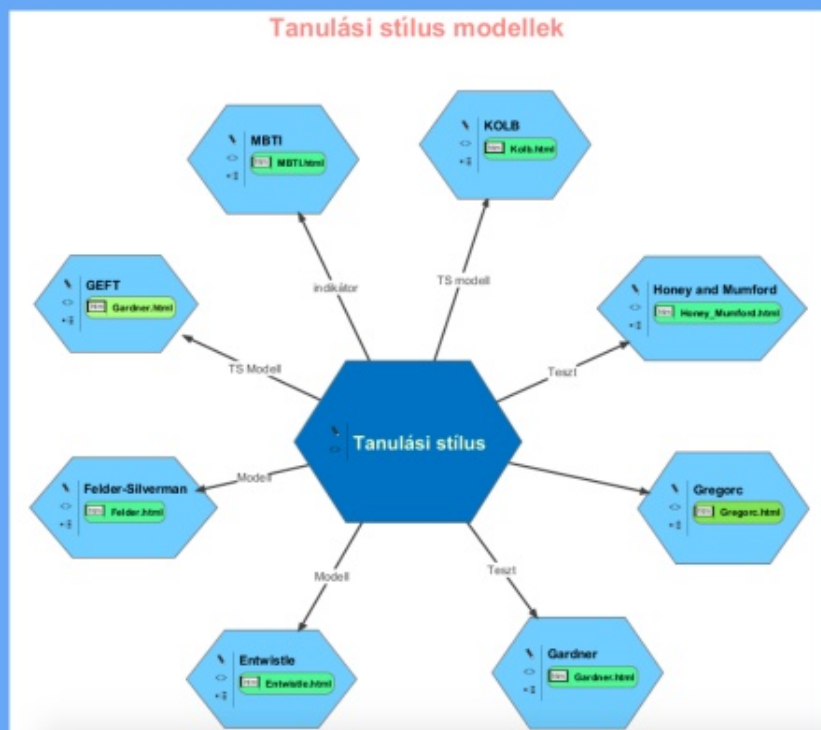 Tanulási stílus modellek
MBTI
MBTI.html
KOLB
Kolb.html
indikátor
TS modell
GEFT
Gardner.html
Honey and Mumford
Honey_Mumford.html
TS Modell
Teszt
Tanulási stílus
Felder-Silverman
Felder.html
Modell
Gregorc
Gregorc.html
Modell
Teszt
Entwistle
Entwistle.html
Gardner
Gardner.html